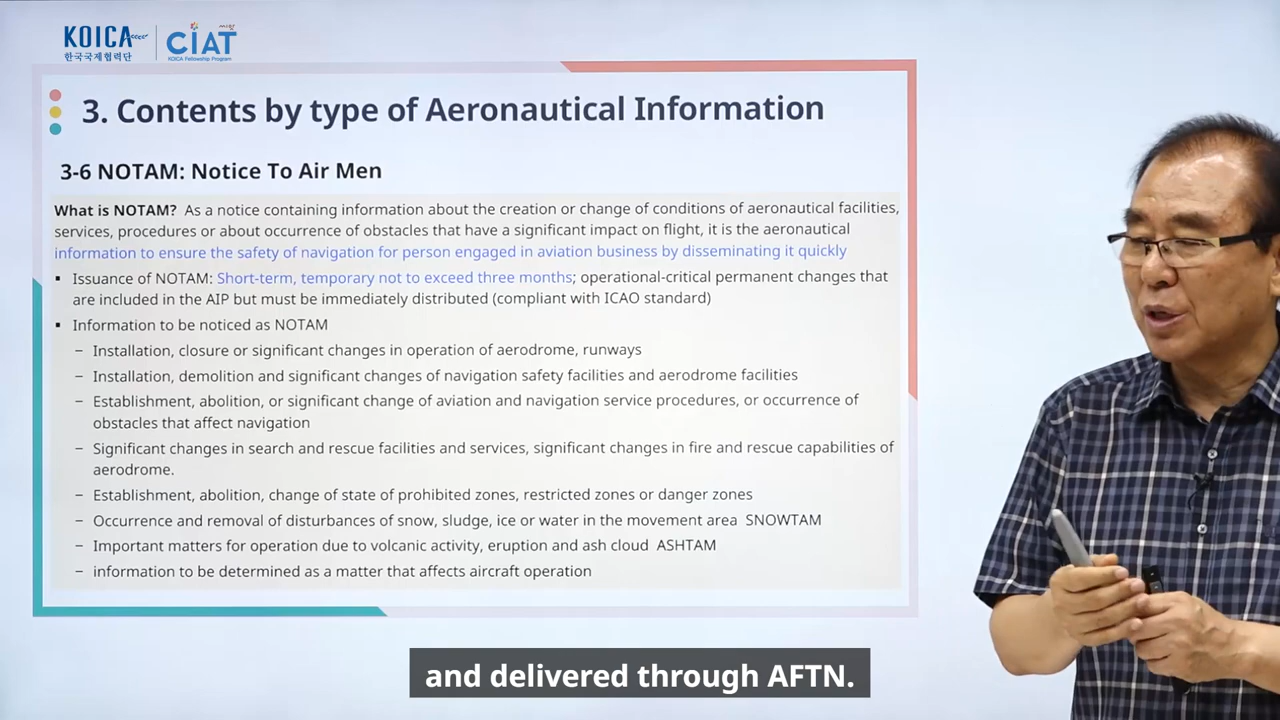 KOICA
한국국제협력단
CIAT
KOICA Fellowship Program
3. Contents by type of Aeronautical Information
3-6 NOTAM: Notice To Air Men
What is NOTAM? As a notice containing information about the creation or change of conditions of aeronautical facilities,
services, procedures or about occurrence of obstacles that have a significant impact on flight, it is the aeronautical
information to ensure the safety of navigation for person engaged in aviation business by disseminating it quickly
▪ Issuance of NOTAM: Short-term, temporary not to exceed three months; operational-critical permanent changes that
are included in the AIP but must be immediately distributed (compliant with ICAO standard)
▪ Information to be noticed as NOTAM
− Installation, closure or significant changes in operation of aerodrome, runways
− Installation, demolition and significant changes of navigation safety facilities and aerodrome facilities
− Establishment, abolition, or significant change of aviation and navigation service procedures, or occurrence of
obstacles that affect navigation
− Significant changes in search and rescue facilities and services, significant changes in fire and rescue capabilities of
aerodrome.
− Establishment, abolition, change of state of prohibited zones, restricted zones or danger zones
− Occurrence and removal of disturbances of snow, sludge, ice or water in the movement area SNOWTAM
− Important matters for operation due to volcanic activity, eruption and ash cloud ASHTAM
− information to be determined as a matter that affects aircraft operation
and delivered through AFTN.